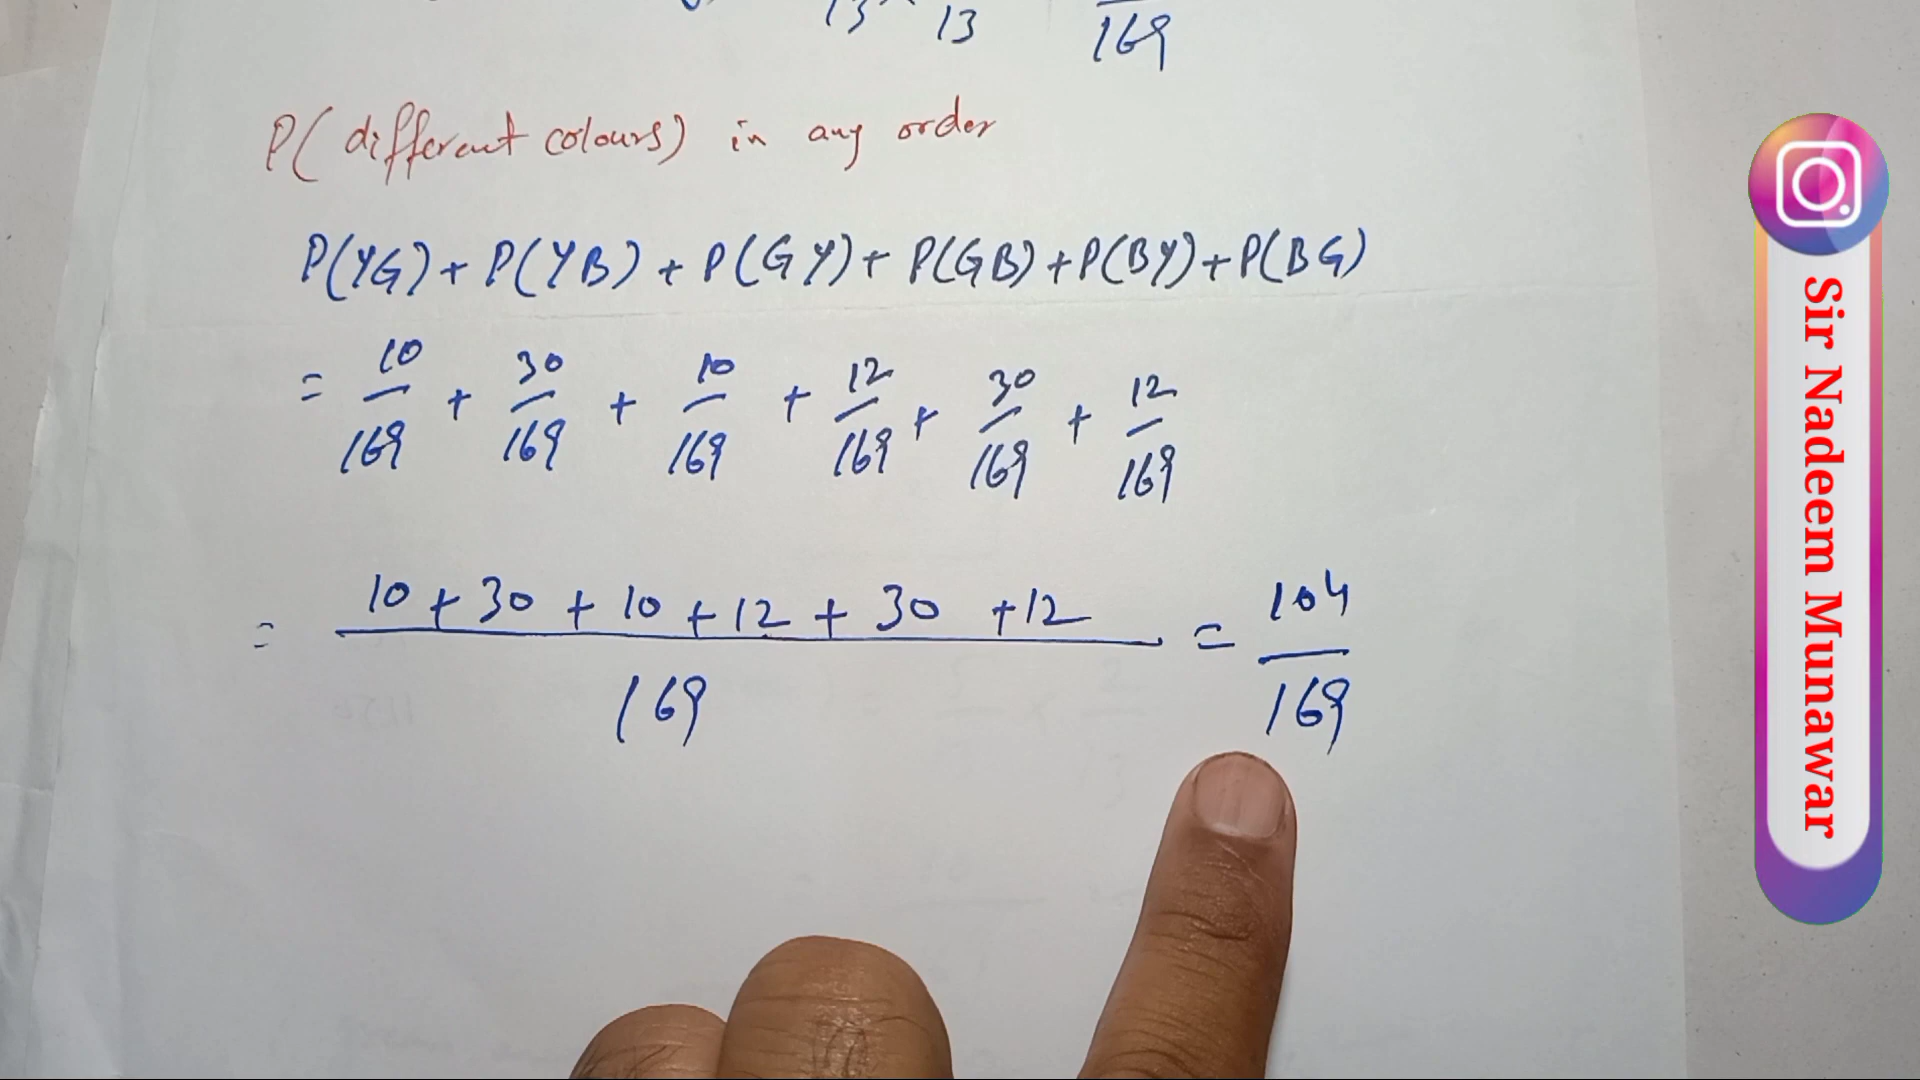 13 × 13 169
P(different colours) in any order
P(YG) + P(YB) + P(GY) + P(GB) + P(BY) + P(BG)
= 10/169 + 30/169 + 10/169 + 12/169 + 30/169 + 12/169
= 10 + 30 + 10 + 12 + 30 + 12 / 169 = 104/169
Sir Nadeem Munawar